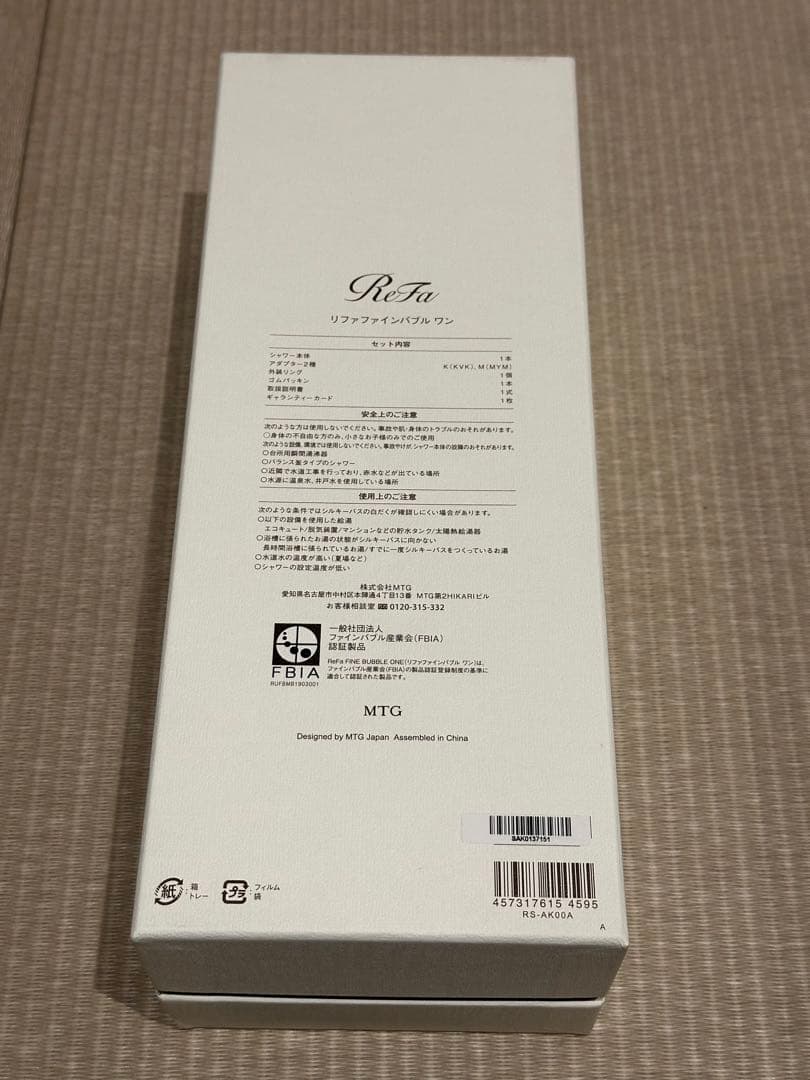 ReFa
リファファインバブル ワン
セット内容
シャワー本体 1本
アダプター2種 K(KVK)、M(MYM)
外装リング 1個
ゴムパッキン 1本
取扱説明書 1式
ギャランティーカード 1枚
安全上のご注意
次のような方は使用しないでください。事故や肌・身体のトラブルのおそれがあります。
○身体の不自由な方のみ、小さなお子様のみでのご使用
次のような設備、環境では使用しないでください。事故やけが、シャワー本体の故障のおそれがあります。
○台所用瞬間湯沸器
○バランス釜タイプのシャワー
○近隣で水道工事を行っており、赤水などが出ている場所
○水源に温泉水、井戸水を使用している場所
使用上のご注意
次のような条件ではシルキーバスの白だくが確認しにくい場合があります。
○以下の設備を使用した給湯
エコキュート/脱気装置/マンションなどの貯水タンク/太陽熱給湯器
○浴槽に張られたお湯の状態がシルキーバスに向かない
長時間浴槽に張られているお湯/すでに一度シルキーバスをつくっているお湯
○水道水の温度が高い(夏場など)
○シャワーの設定温度が低い
株式会社MTG
愛知県名古屋市中村区本陣通4丁目13番 MTG第2HIKARIビル
お客様相談室 0120-315-332
FBIA
RUFBMB1903001
一般社団法人
ファインバブル産業会(FBIA)
認証製品
ReFa FINE BUBBLE ONE(リファファインバブル ワン)は、
ファインバブル産業会(FBIA)の製品認証登録制度の基準に
適合して認証された製品です。
MTG
Designed by MTG Japan Assembled in China
SAK0137151
紙 : 箱
トレー
プラ : フィルム
袋
457317615 4595
RS-AK00A
A